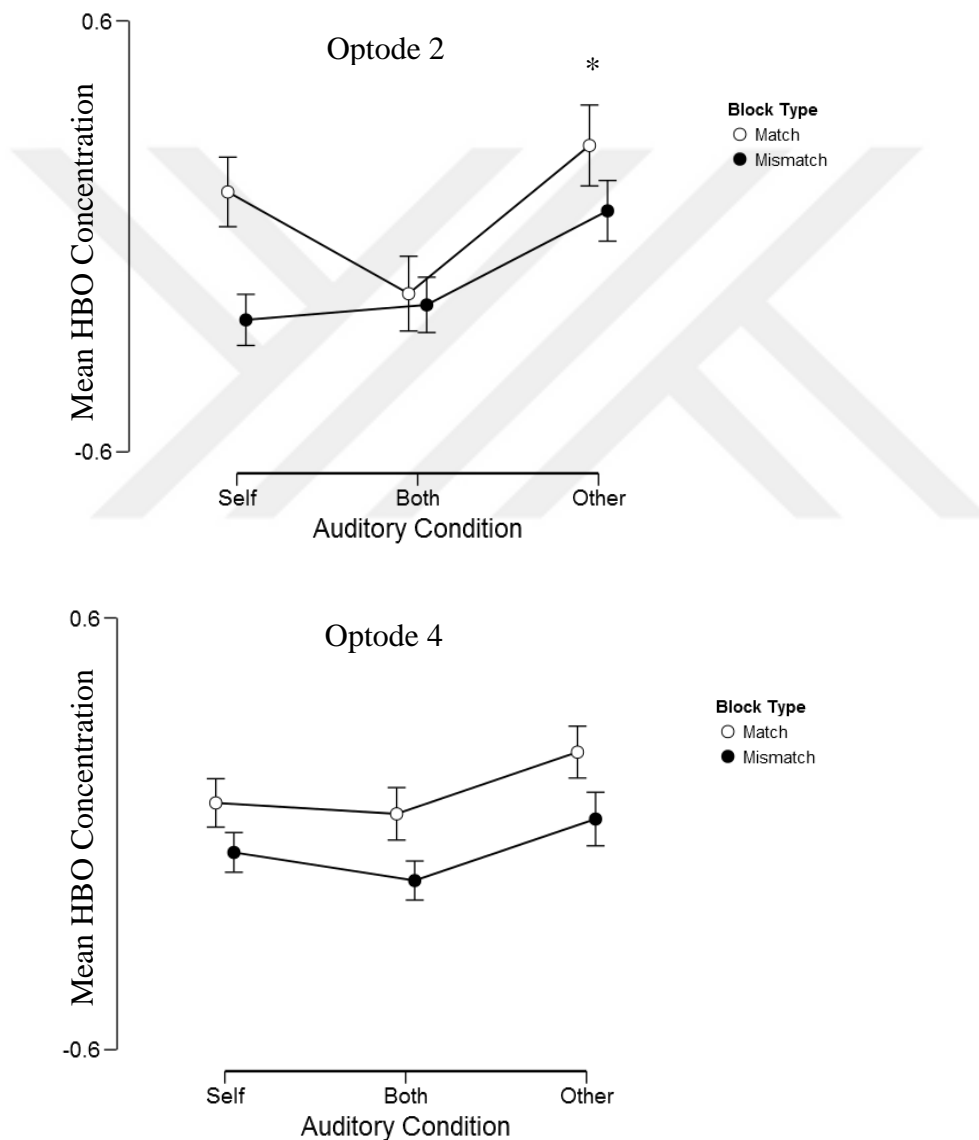 0.6
Optode 2
*
Block Type
Match
Mismatch
Mean HBO Concentration
-0.6
Self Both Other
Auditory Condition
0.6
Optode 4
Block Type
Match
Mismatch
Mean HBO Concentration
-0.6
Self Both Other
Auditory Condition